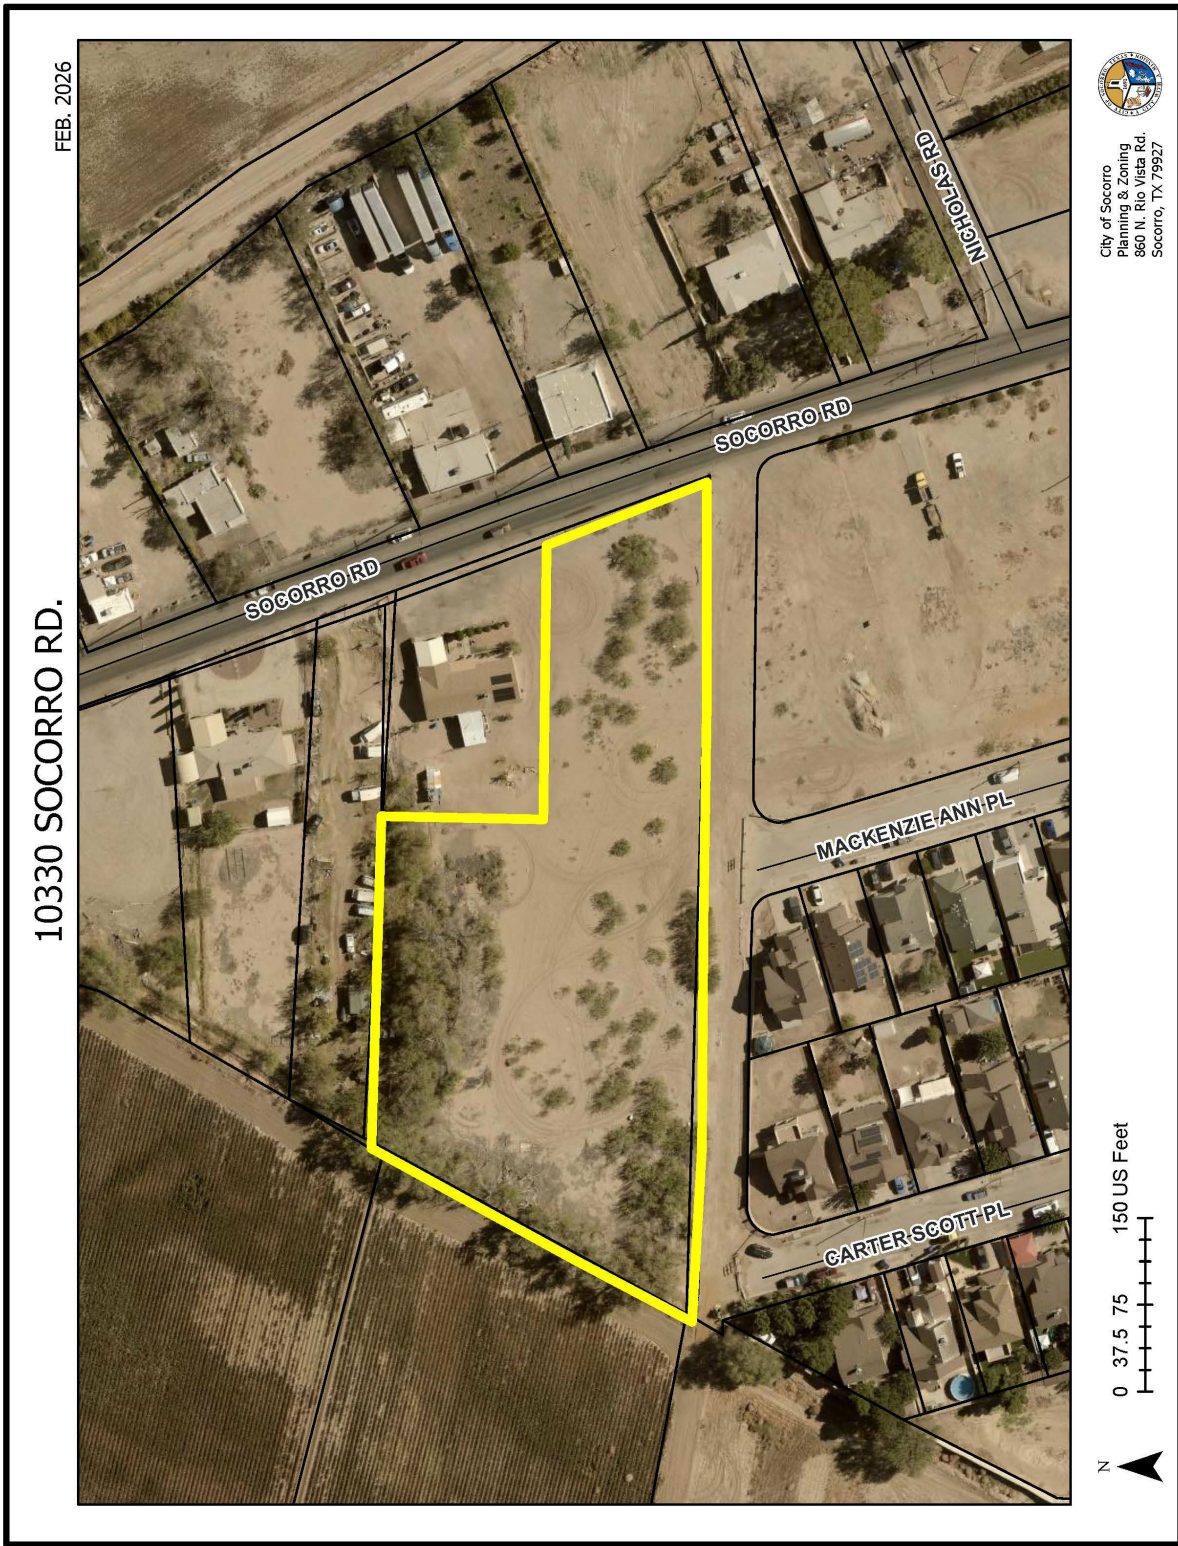 10330 SOCORRO RD.
FEB. 2026
SOCORRO RD
SOCORRO RD
NICHOLAS RD
MACKENZIE ANN PL
CARTER SCOTT PL
N
0 37.5 75 150 US Feet
City of Socorro
Planning & Zoning
860 N. Rio Vista Rd.
Socorro, TX 79927